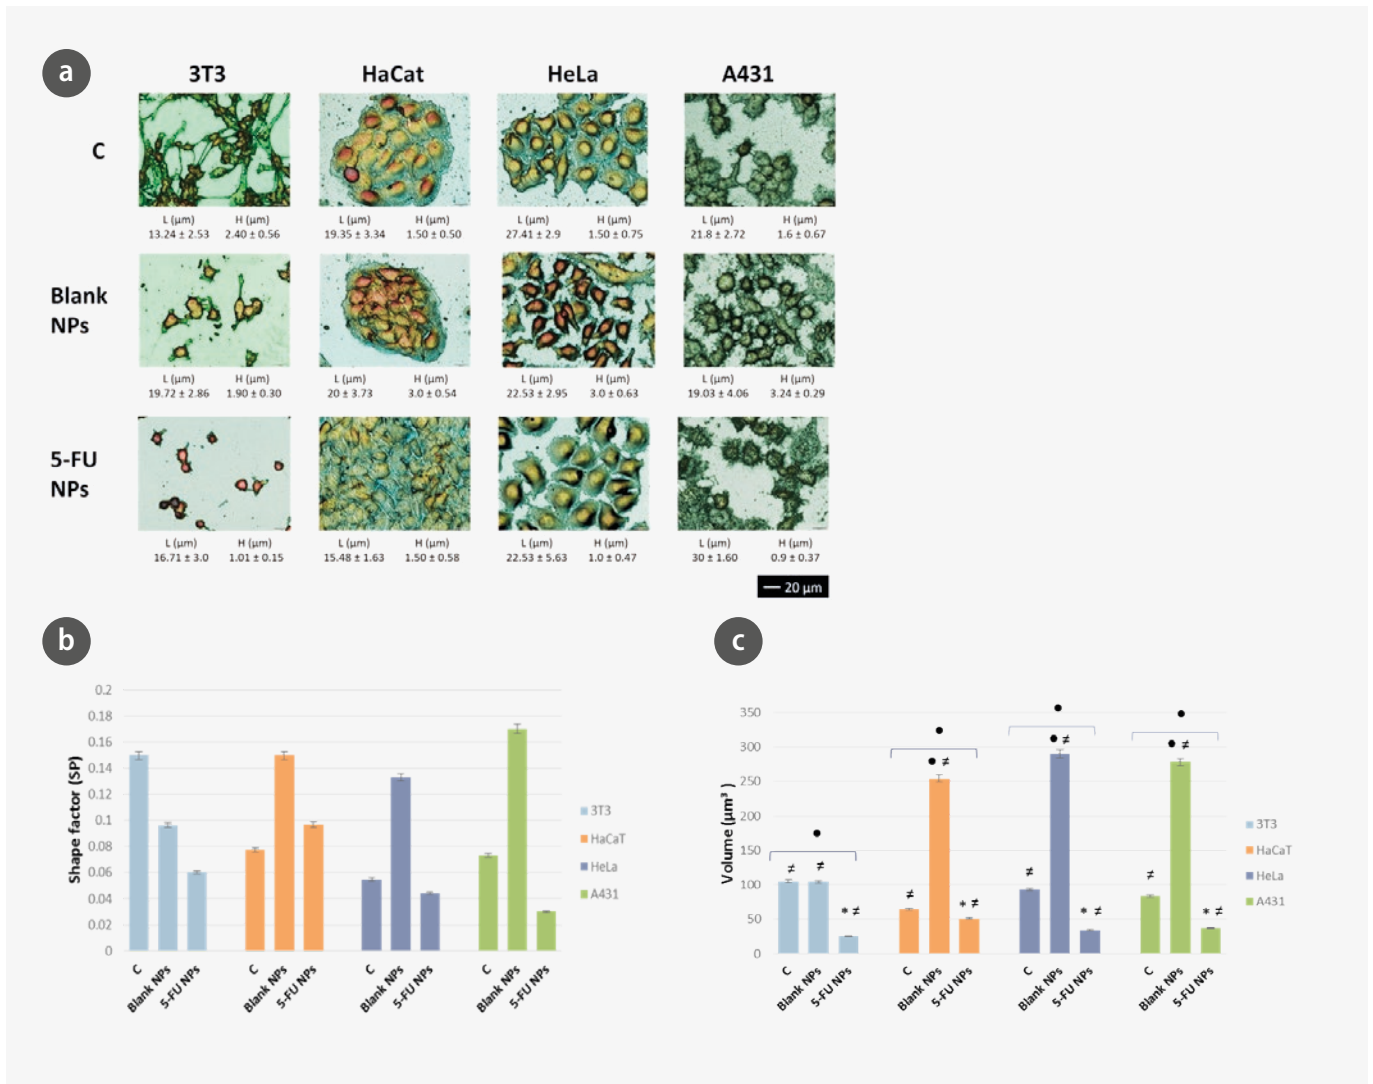 a
3T3 HaCat HeLa A431
C
L (µm) H (µm) L (µm) H (µm) L (µm) H (µm) L (µm) H (µm)
13.24 ± 2.53 2.40 ± 0.56 19.35 ± 3.34 1.50 ± 0.50 27.41 ± 2.9 1.50 ± 0.75 21.8 ± 2.72 1.6 ± 0.67
Blank
NPs
L (µm) H (µm) L (µm) H (µm) L (µm) H (µm) L (µm) H (µm)
19.72 ± 2.86 1.90 ± 0.30 20 ± 3.73 3.0 ± 0.54 22.53 ± 2.95 3.0 ± 0.63 19.03 ± 4.06 3.24 ± 0.29
5-FU
NPs
L (µm) H (µm) L (µm) H (µm) L (µm) H (µm) L (µm) H (µm)
16.71 ± 3.0 1.01 ± 0.15 15.48 ± 1.63 1.50 ± 0.58 22.53 ± 5.63 1.0 ± 0.47 30 ± 1.60 0.9 ± 0.37
20 µm
b
Shape factor (SP)
0.2
0.18
0.16
0.14
0.12
0.1
0.08
0.06
0.04
0.02
0
C Blank NPs 5-FU NPs C Blank NPs 5-FU NPs C Blank NPs 5-FU NPs C Blank NPs 5-FU NPs
3T3
HaCaT
HeLa
A431
c
Volume (µm³ )
350
300
250
200
150
100
50
0
•
≠ ≠ * ≠
•
≠ • ≠ * ≠
•
≠ • ≠ * ≠
•
≠ • ≠ * ≠
C Blank NPs 5-FU NPs C Blank NPs 5-FU NPs C Blank NPs 5-FU NPs C Blank NPs 5-FU NPs
3T3
HaCaT
HeLa
A431